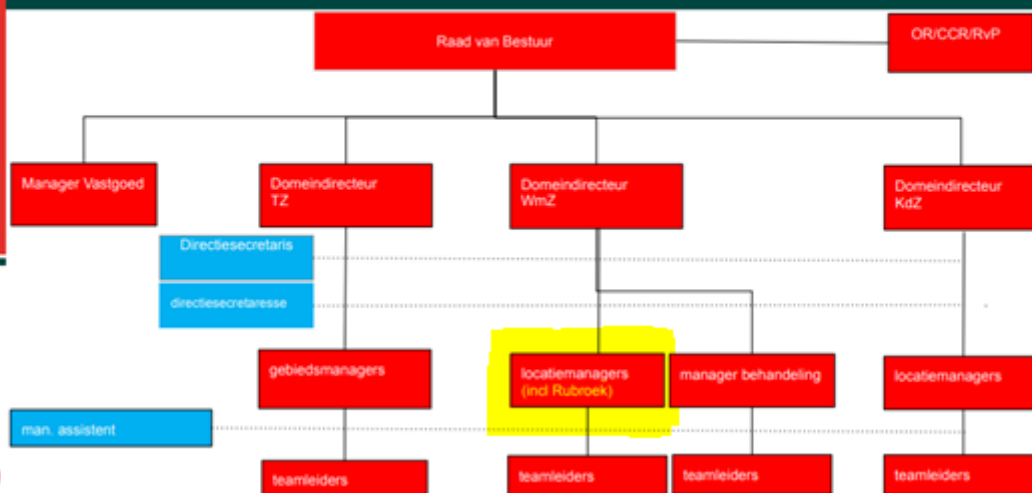 Raad van Bestuur
OR/CCR/RvP
Manager Vastgoed
Domeindirecteur
TZ
Domeindirecteur
WmZ
Domeindirecteur
KdZ
Directiesecretaris
directiesecretaresse
gebiedsmanagers
locatiemanagers
(incl Rubroek)
manager behandeling
locatiemanagers
man. assistent
teamleiders
teamleiders
teamleiders
teamleiders